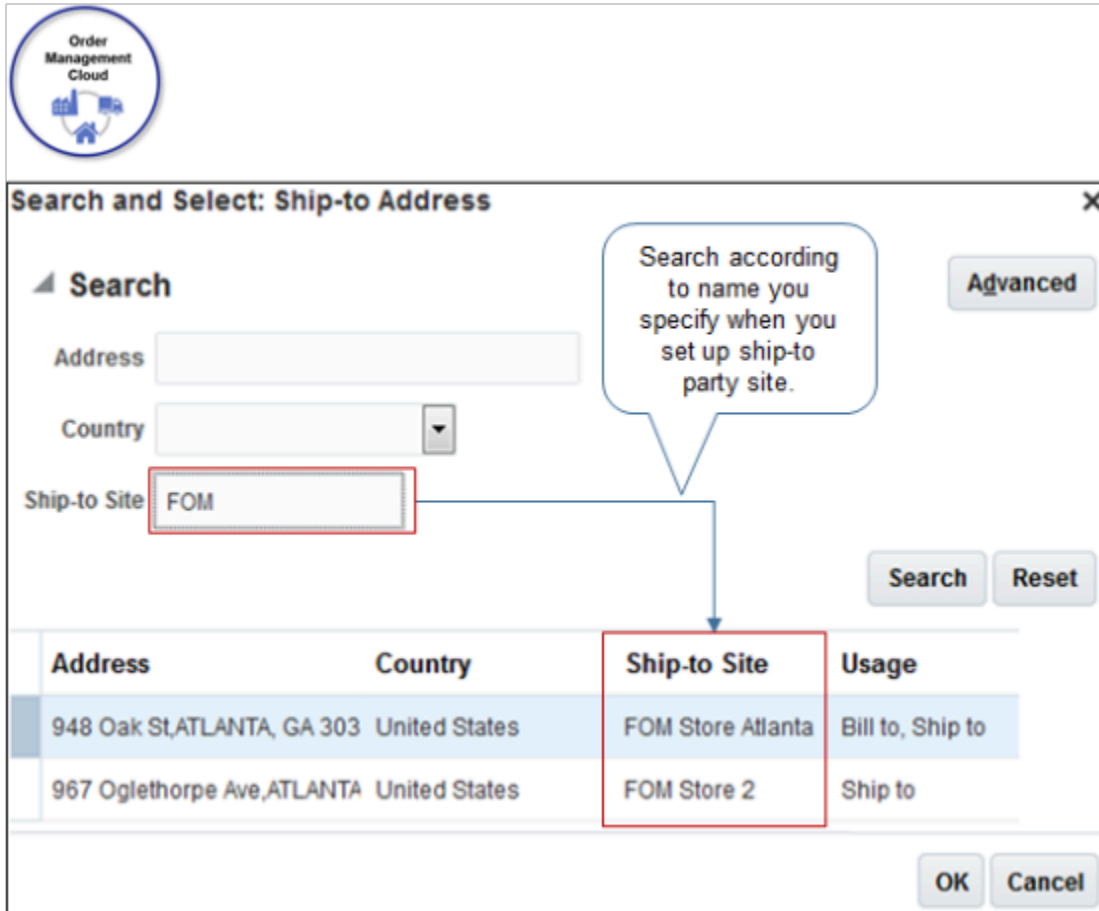 Order
Management
Cloud
Search and Select: Ship-to Address
Search
Advanced
Search according
to name you
specify when you
set up ship-to
party site.
Address
Country
Ship-to Site FOM
Search Reset
Address Country Ship-to Site Usage
948 Oak St,ATLANTA, GA 303 United States FOM Store Atlanta Bill to, Ship to
967 Oglethorpe Ave,ATLANTA United States FOM Store 2 Ship to
OK Cancel